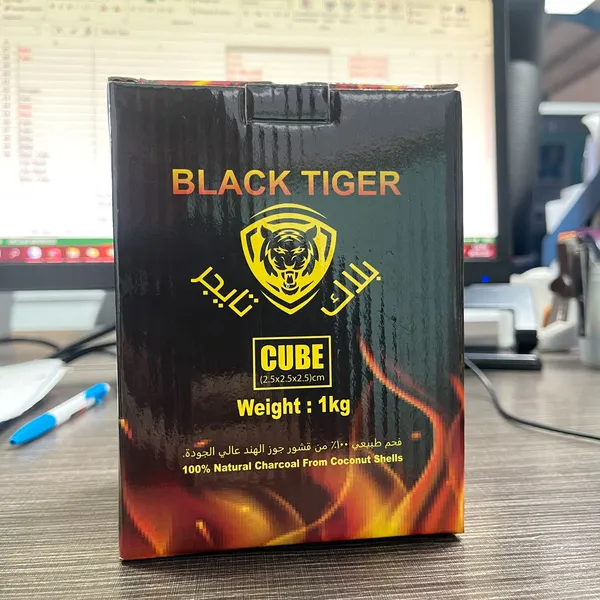 BLACK TIGER
بلاك تايجر
CUBE
(2.5x2.5x2.5)cm
Weight : 1kg
فحم طبيعي ١٠٠٪ من قشور جوز الهند عالي الجودة.
100% Natural Charcoal From Coconut Shells